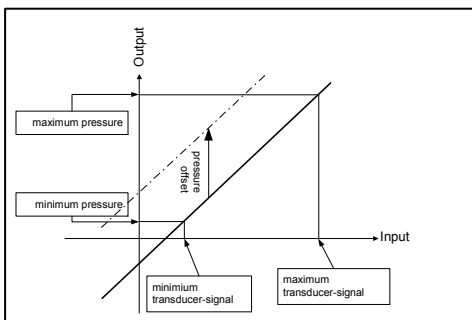 Output
maximum pressure
pressure
offset
minimum pressure
Input
minimium
transducer-signal
maximum
transducer-signal